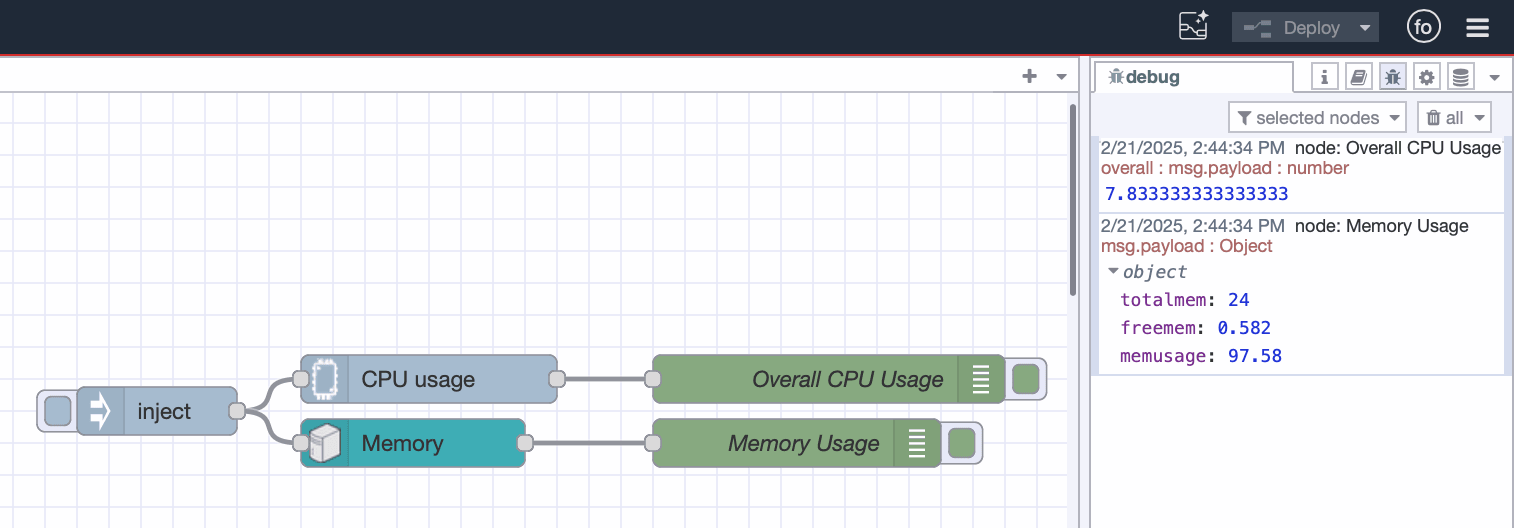 Deploy
fo
debug
i
selected nodes
all
2/21/2025, 2:44:34 PM node: Overall CPU Usage
overall : msg.payload : number
7.833333333333333
2/21/2025, 2:44:34 PM node: Memory Usage
msg.payload : Object
object
totalmem: 24
freemem: 0.582
memusage: 97.58
CPU usage
Overall CPU Usage
inject
Memory
Memory Usage